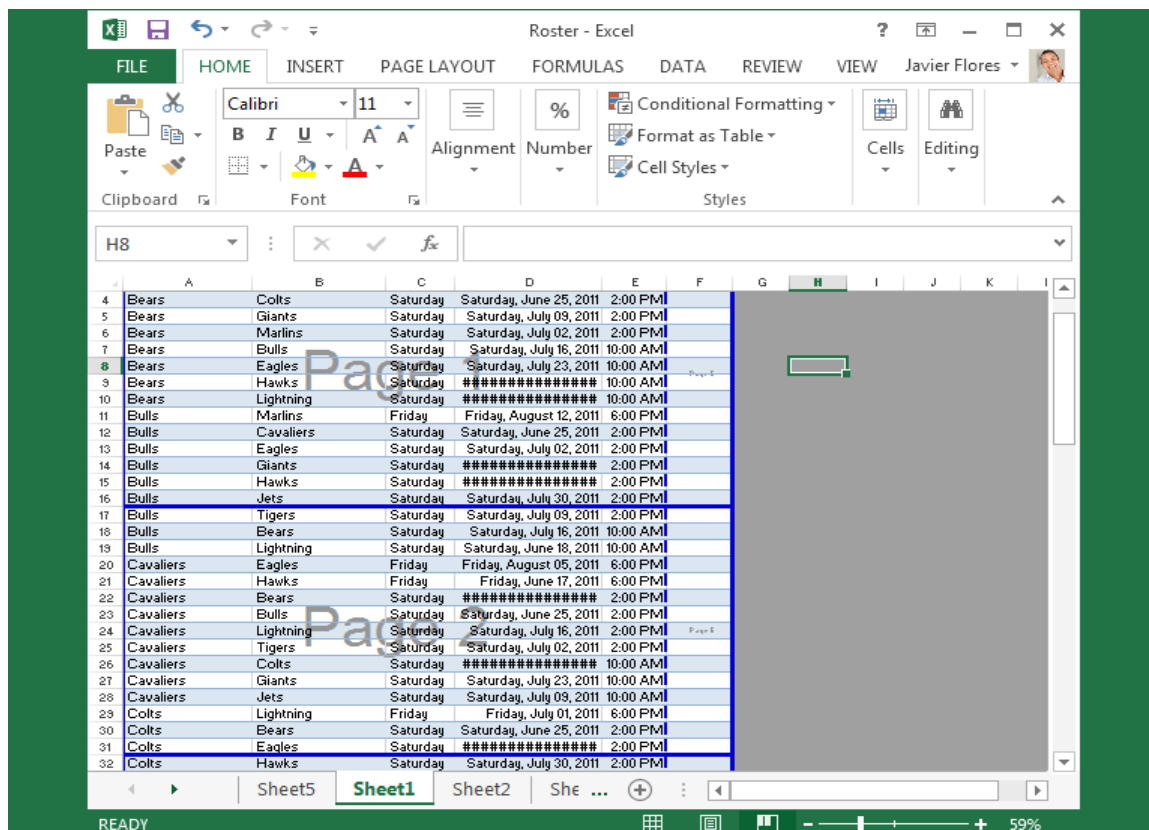 Roster - Excel ?
FILE HOME INSERT PAGE LAYOUT FORMULAS DATA REVIEW VIEW Javier Flores
Calibri 11 % Conditional Formatting
B I U A A Format as Table
Paste Alignment Number Cells Editing
A Cell Styles
Clipboard Font Styles
H8 fx
A B C D E F G H I J K
4 Bears Colts Saturday Saturday, June 25, 2011 2:00 PM
5 Bears Giants Saturday Saturday, July 09, 2011 2:00 PM
6 Bears Marlins Saturday Saturday, July 02, 2011 2:00 PM
7 Bears Bulls Saturday Saturday, July 16, 2011 10:00 AM
Page 1
8 Bears Eagles Saturday Saturday, July 23, 2011 10:00 AM
9 Bears Hawks Saturday ############### 10:00 AM
10 Bears Lightning Saturday ############### 10:00 AM
11 Bulls Marlins Friday Friday, August 12, 2011 6:00 PM
12 Bulls Cavaliers Saturday Saturday, June 25, 2011 2:00 PM
13 Bulls Eagles Saturday Saturday, July 02, 2011 2:00 PM
14 Bulls Giants Saturday ############### 2:00 PM
15 Bulls Hawks Saturday ############### 2:00 PM
16 Bulls Jets Saturday Saturday, July 30, 2011 2:00 PM
17 Bulls Tigers Saturday Saturday, July 09, 2011 2:00 PM
18 Bulls Bears Saturday Saturday, July 16, 2011 10:00 AM
19 Bulls Lightning Saturday Saturday, June 18, 2011 10:00 AM
20 Cavaliers Eagles Friday Friday, August 05, 2011 6:00 PM
21 Cavaliers Hawks Friday Friday, June 17, 2011 6:00 PM
22 Cavaliers Bears Saturday ############### 2:00 PM
23 Cavaliers Bulls Saturday Saturday, June 25, 2011 2:00 PM
Page 2
24 Cavaliers Lightning Saturday Saturday, July 16, 2011 2:00 PM
25 Cavaliers Tigers Saturday Saturday, July 02, 2011 2:00 PM
26 Cavaliers Colts Saturday ############### 10:00 AM
27 Cavaliers Giants Saturday Saturday, July 23, 2011 10:00 AM
28 Cavaliers Jets Saturday Saturday, July 09, 2011 10:00 AM
29 Colts Lightning Friday Friday, July 01, 2011 6:00 PM
30 Colts Bears Saturday Saturday, June 25, 2011 2:00 PM
31 Colts Eagles Saturday ############### 2:00 PM
32 Colts Hawks Saturday Saturday, July 30, 2011 2:00 PM
Sheet5 Sheet1 Sheet2 She ...
READY 59%